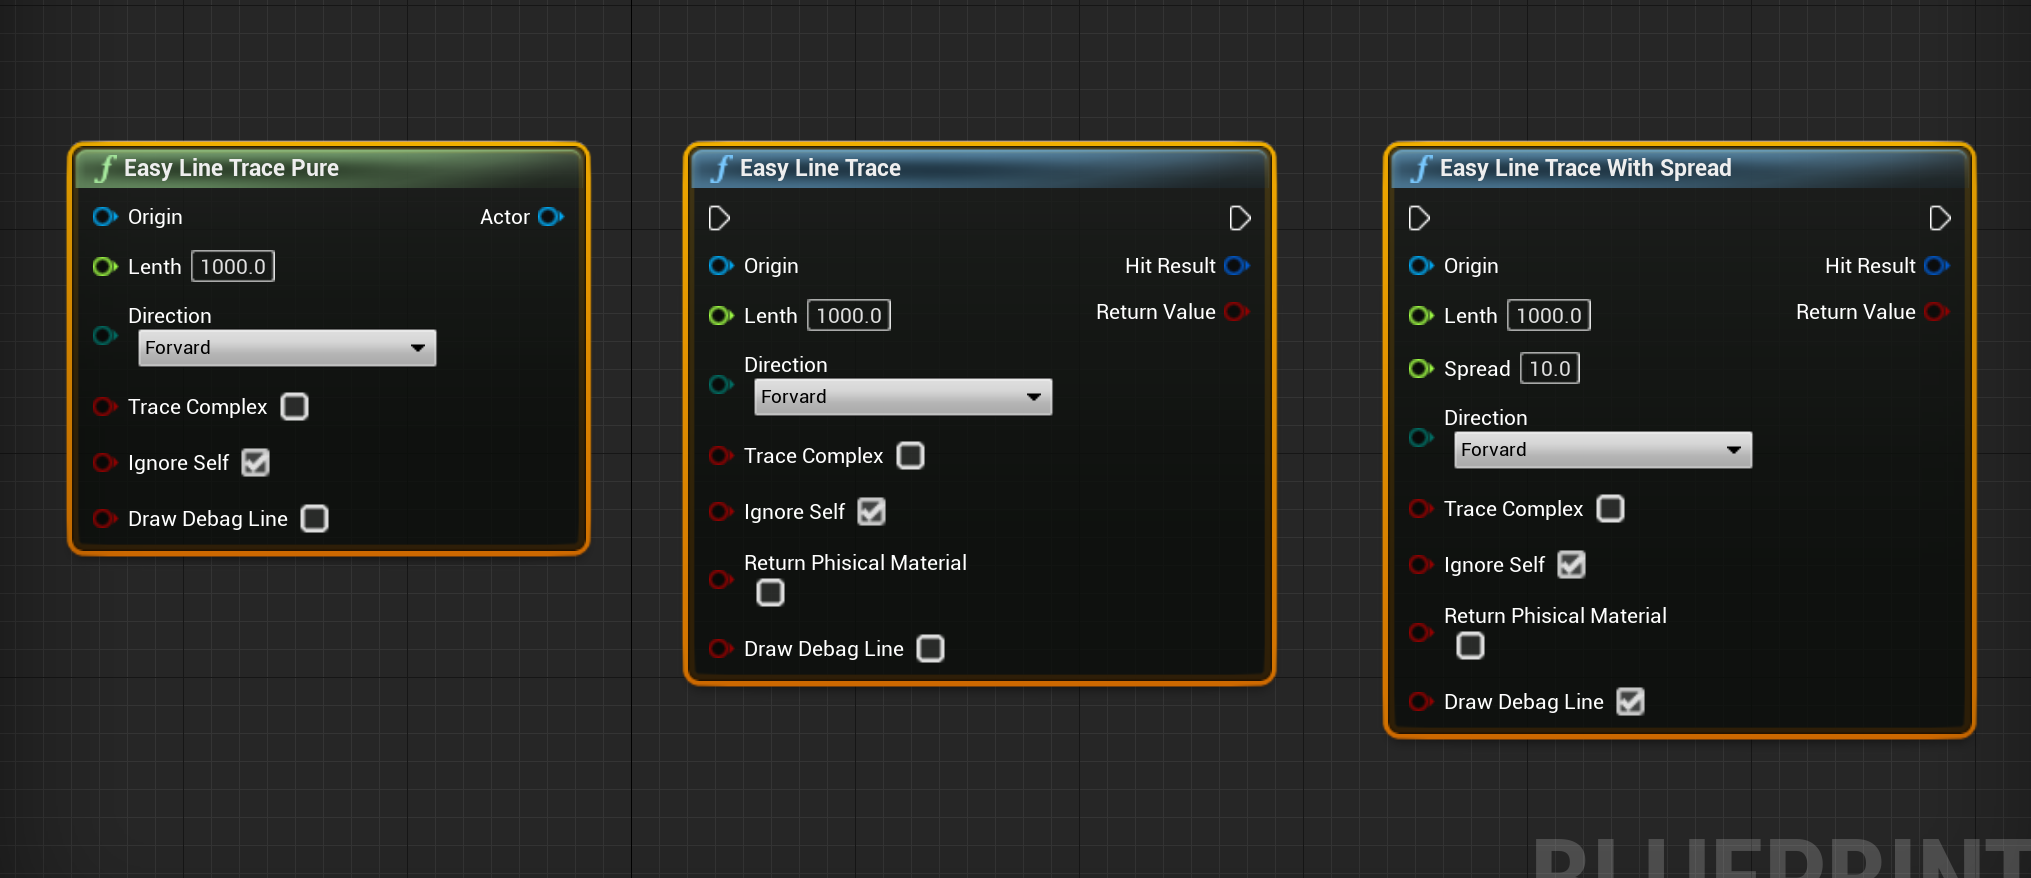 Easy Line Trace Pure
Origin
Actor
Lenth 1000.0
Direction
Forvard
Trace Complex
Ignore Self
Draw Debag Line
Easy Line Trace
Origin
Hit Result
Lenth 1000.0
Return Value
Direction
Forvard
Trace Complex
Ignore Self
Return Phisical Material
Draw Debag Line
Easy Line Trace With Spread
Origin
Hit Result
Lenth 1000.0
Return Value
Spread 10.0
Direction
Forvard
Trace Complex
Ignore Self
Return Phisical Material
Draw Debag Line
BLUEPRINT